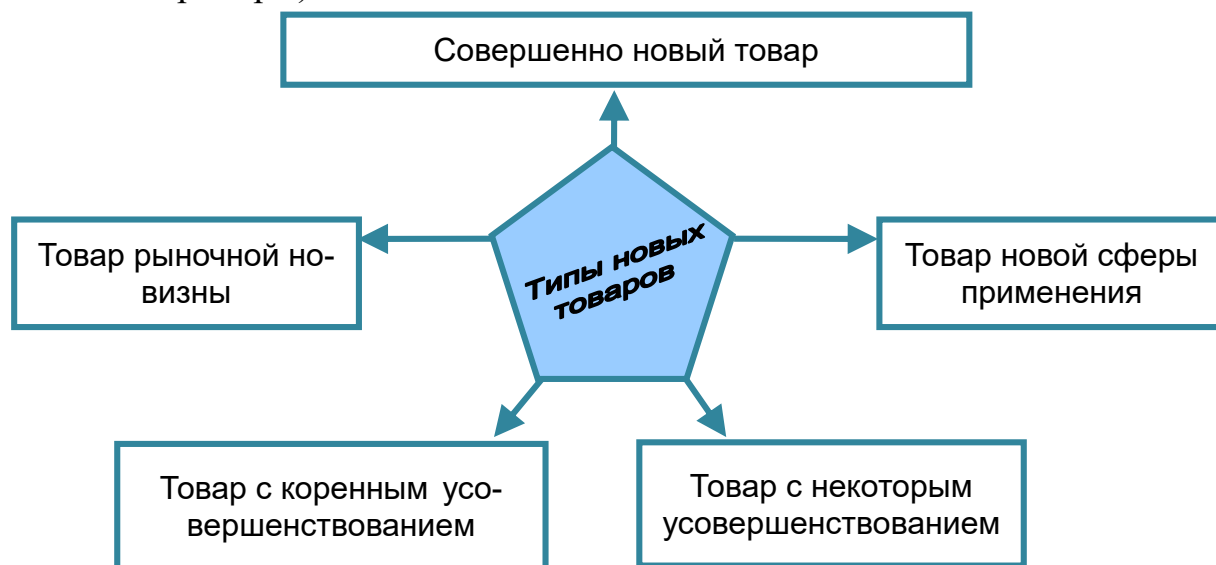 Совершенно новый товар
Товар рыночной но-
визны
Типы новых
товаров
Товар новой сферы
применения
Товар с коренным усо-
вершенствованием
Товар с некоторым
усовершенствованием